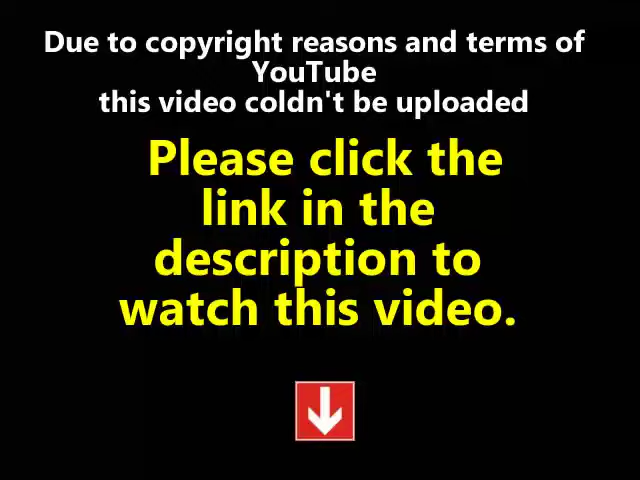 Due to copyright reasons and terms of
YouTube
this video coldn't be uploaded
Please click the
link in the
description to
watch this video.